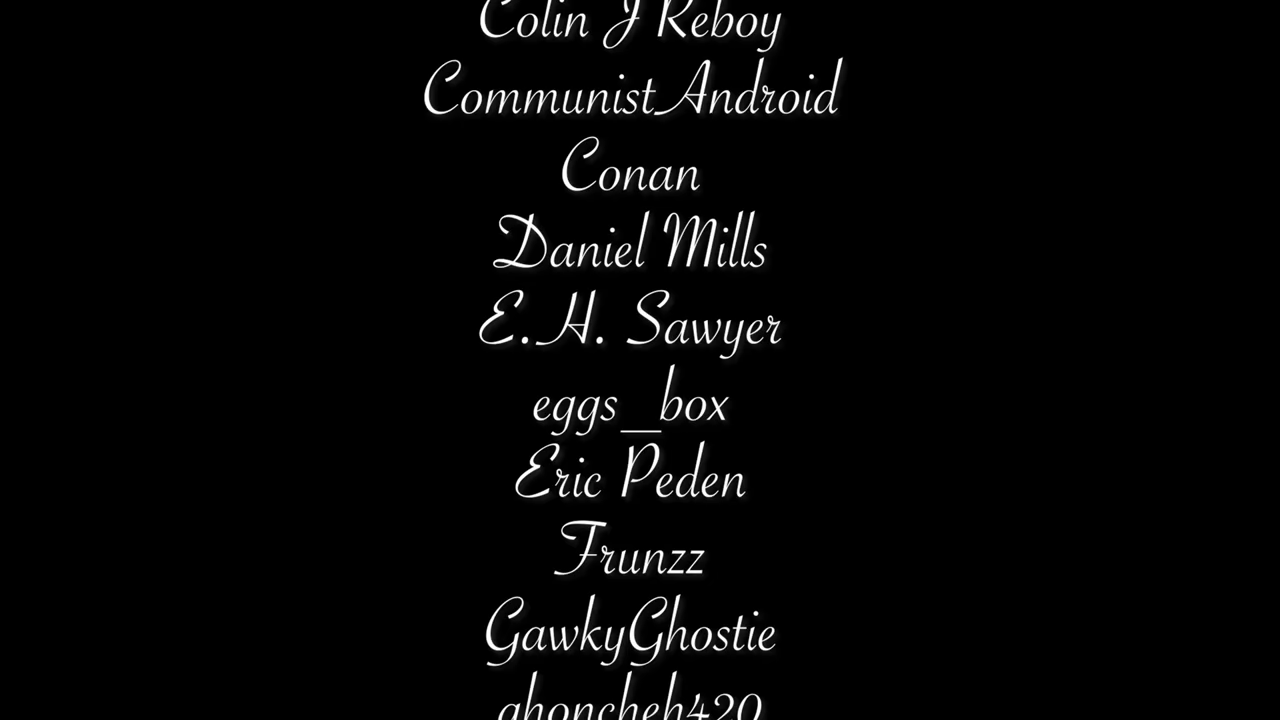 Colin J Reboy
CommunistAndroid
Conan
Daniel Mills
E.H. Sawyer
eggs_box
Eric Peden
Frunzz
GawkyGhostie